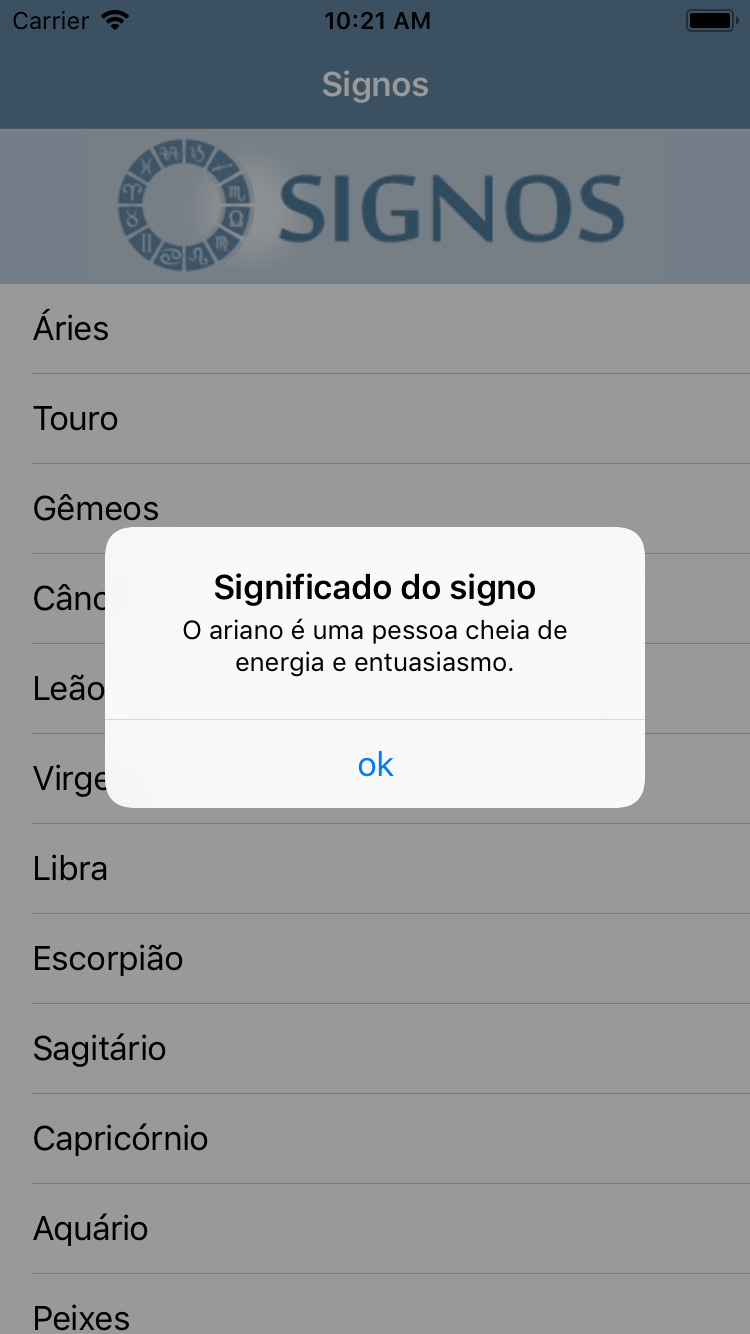 Carrier 10:21 AM
Signos
SIGNOS
Áries
Touro
Gêmeos
Cânc
Leão
Virge
Significado do signo
O ariano é uma pessoa cheia de
energia e entuasiasmo.
ok
Libra
Escorpião
Sagitário
Capricórnio
Aquário
Peixes